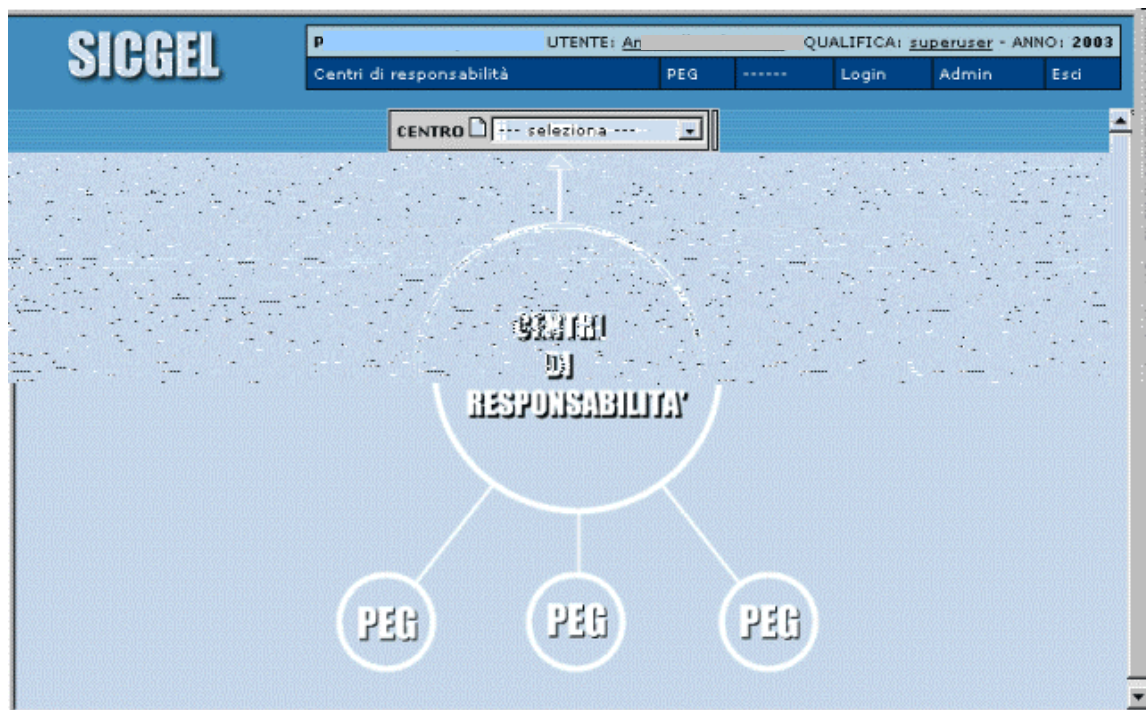 SICGEL
P UTENTE: An QUALIFICA: superuser - ANNO: 2003
Centri di responsabilità PEG ------ Login Admin Esci
CENTRO --- seleziona ---
CENTRI
DI
RESPONSABILITA'
PEG PEG PEG